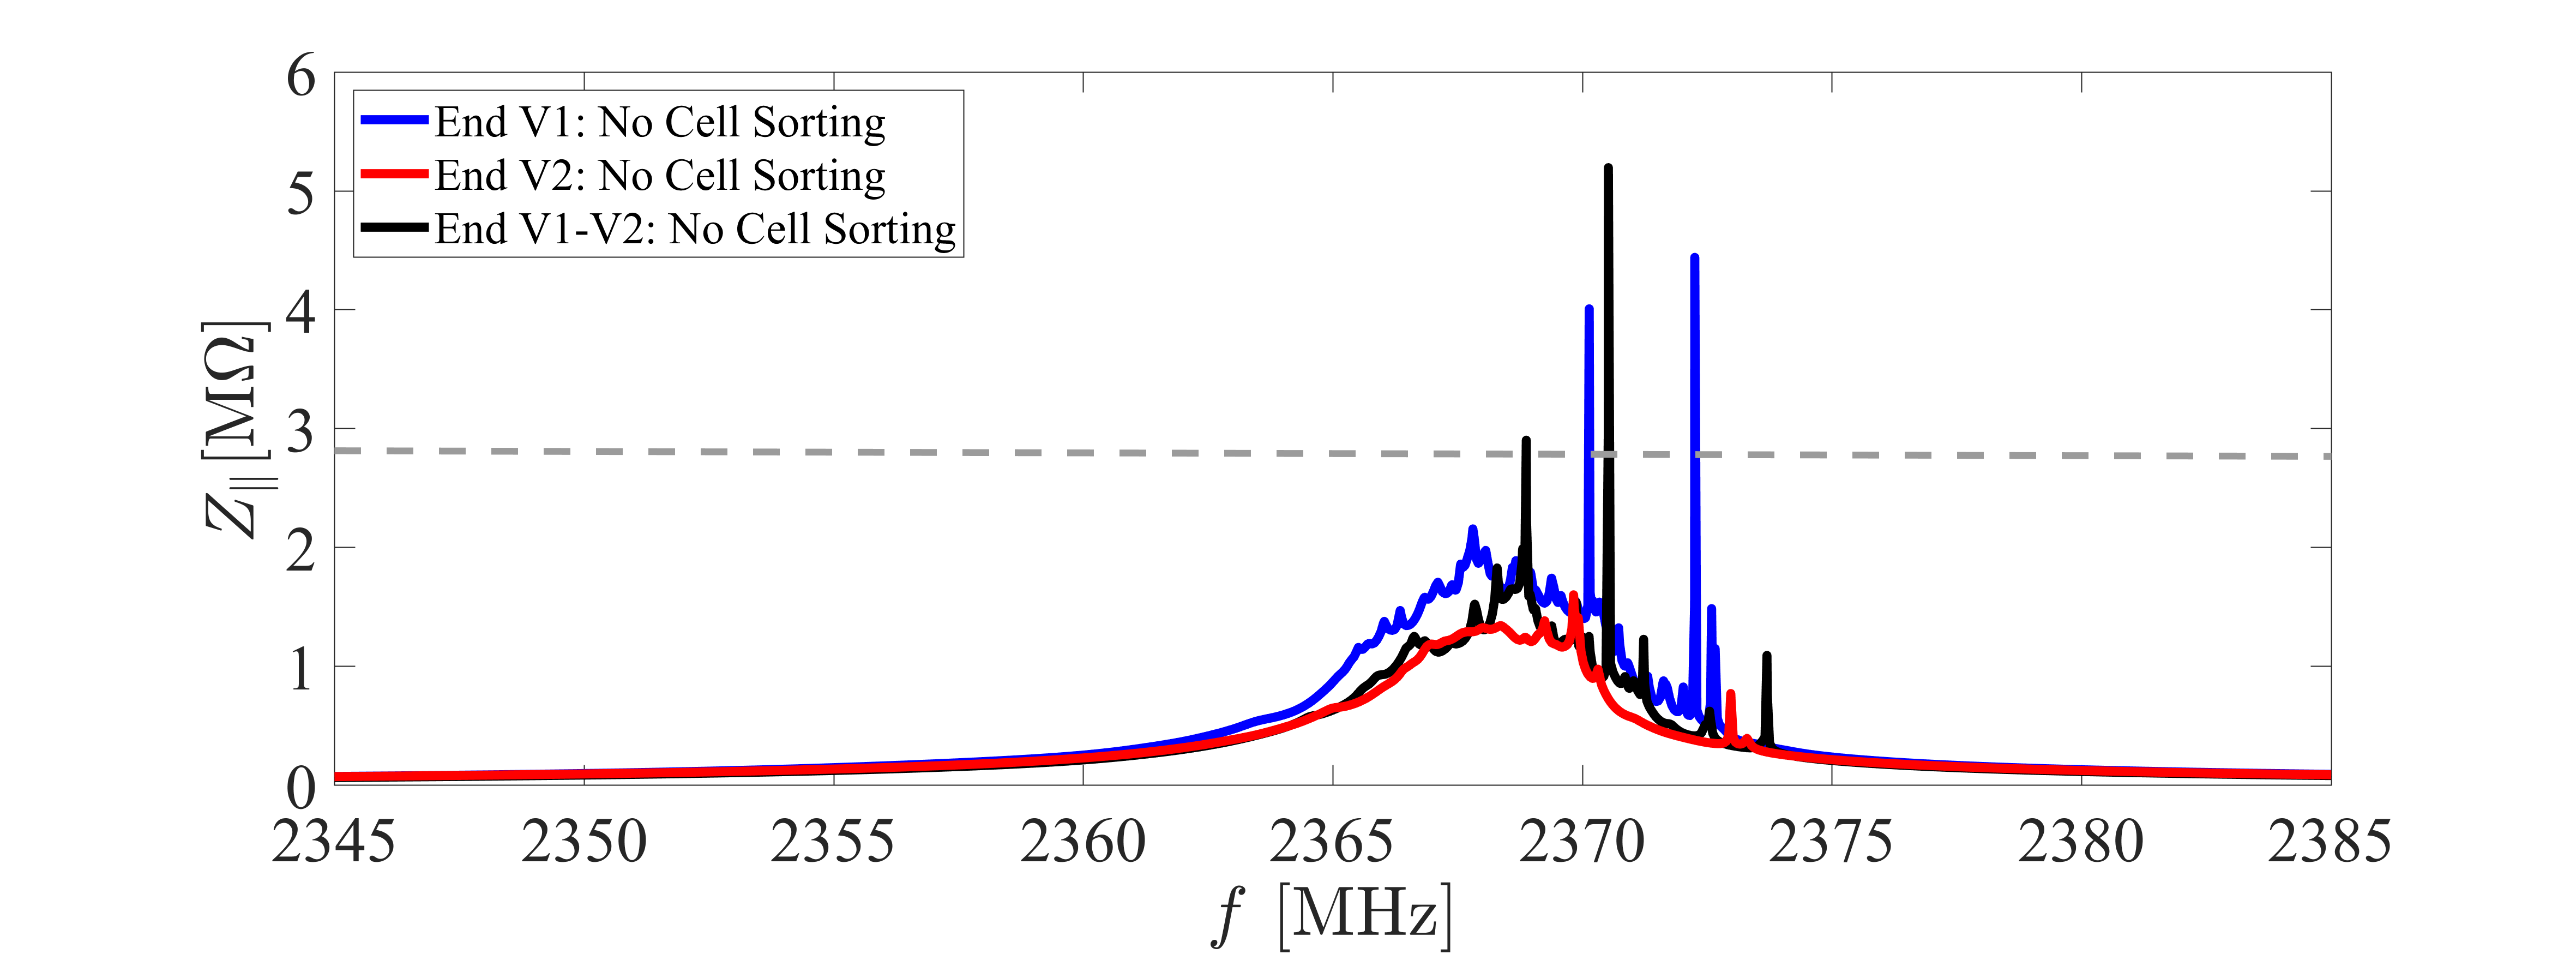 6
5
4
3
2
1
0
Z∥[MΩ]
End V1: No Cell Sorting
End V2: No Cell Sorting
End V1-V2: No Cell Sorting
2345 2350 2355 2360 2365 2370 2375 2380 2385
f [MHz]